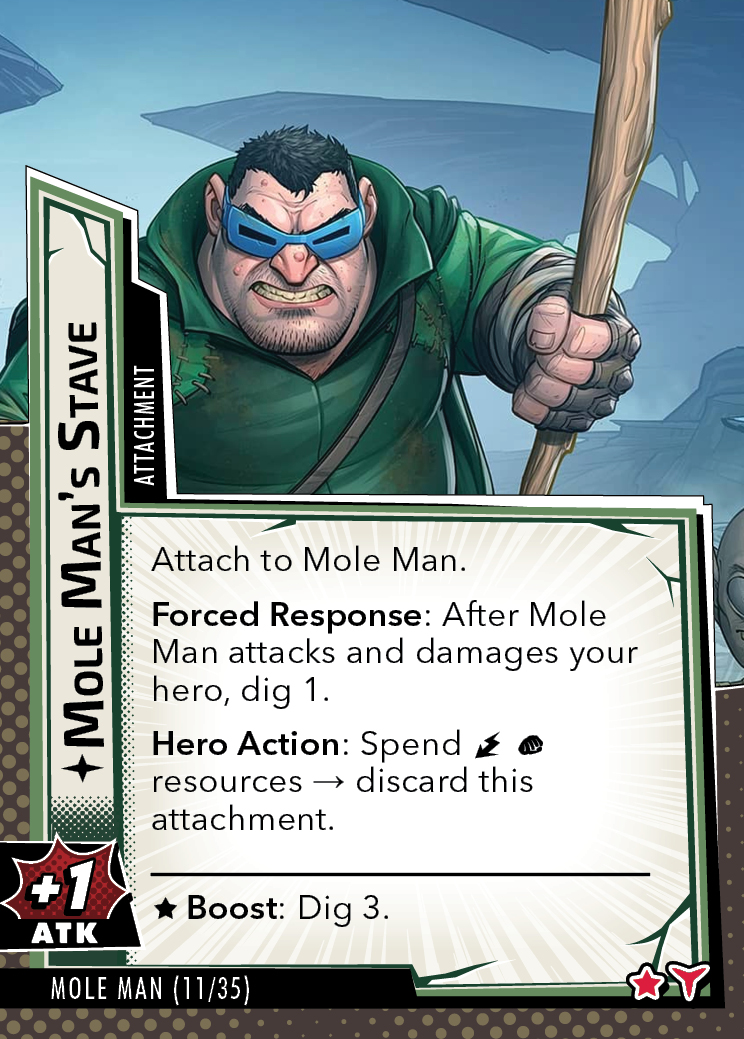 ✦Mole Man's Stave
ATTACHMENT
Attach to Mole Man.
Forced Response: After Mole
Man attacks and damages your
hero, dig 1.
Hero Action: Spend
resources → discard this
attachment.
★ Boost: Dig 3.
+1
ATK
MOLE MAN (11/35)